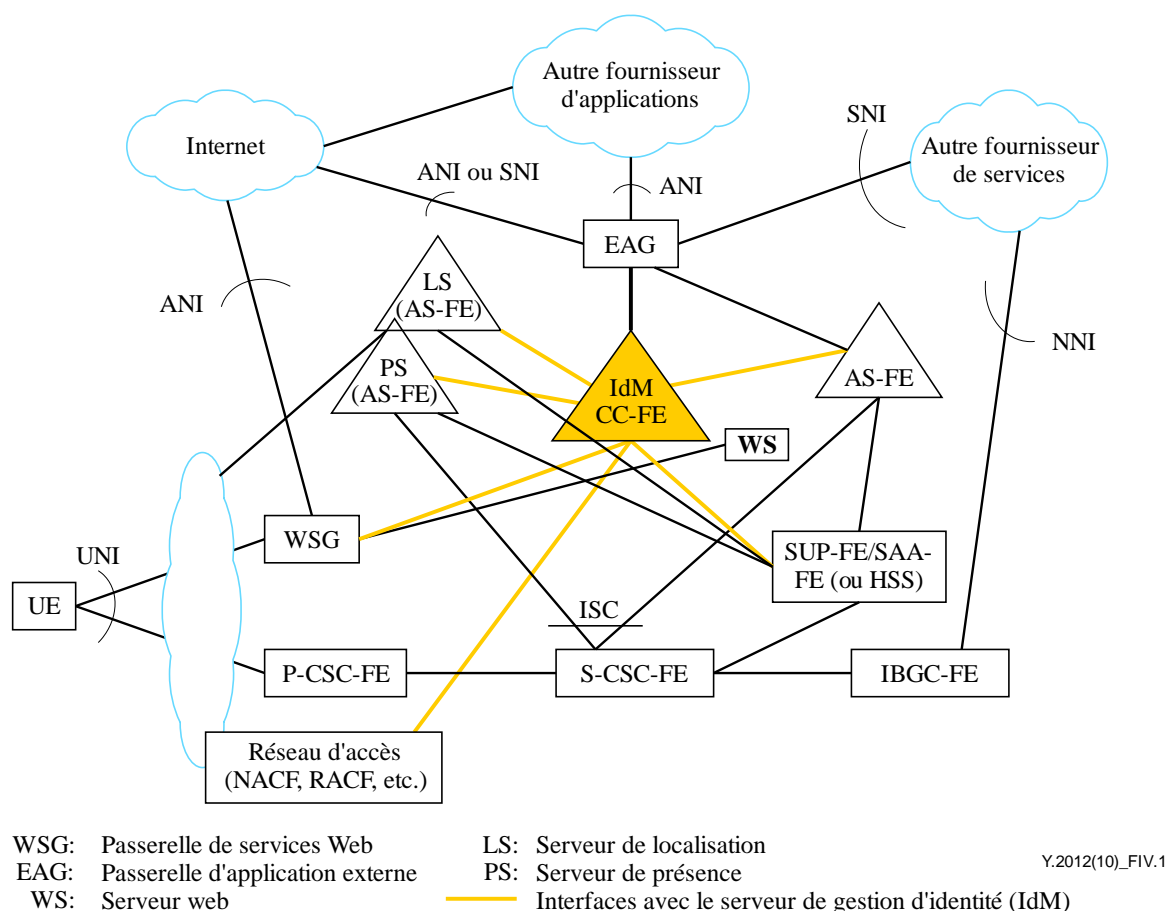 Autre fournisseur
d'applications
Internet
SNI
Autre fournisseur
de services
ANI ou SNI
ANI
EAG
ANI
LS
(AS-FE)
NNI
PS
(AS-FE)
IdM
CC-FE
AS-FE
WS
WSG
SUP-FE/SAA-
FE (ou HSS)
UNI
UE
ISC
P-CSC-FE
S-CSC-FE
IBGC-FE
Réseau d'accès
(NACF, RACF, etc.)
WSG: Passerelle de services Web
EAG: Passerelle d'application externe
WS: Serveur web
LS: Serveur de localisation
PS: Serveur de présence
Interfaces avec le serveur de gestion d'identité (IdM)
Y.2012(10)_FIV.1